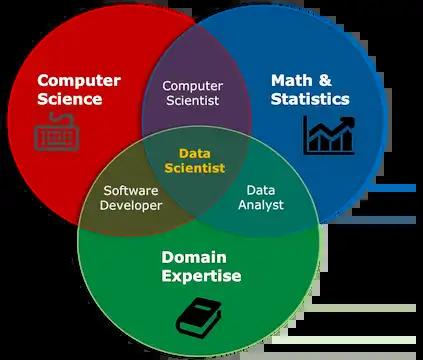 Computer
Science
Computer
Scientist
Math &
Statistics
Data
Scientist
Software
Developer
Data
Analyst
Domain
Expertise